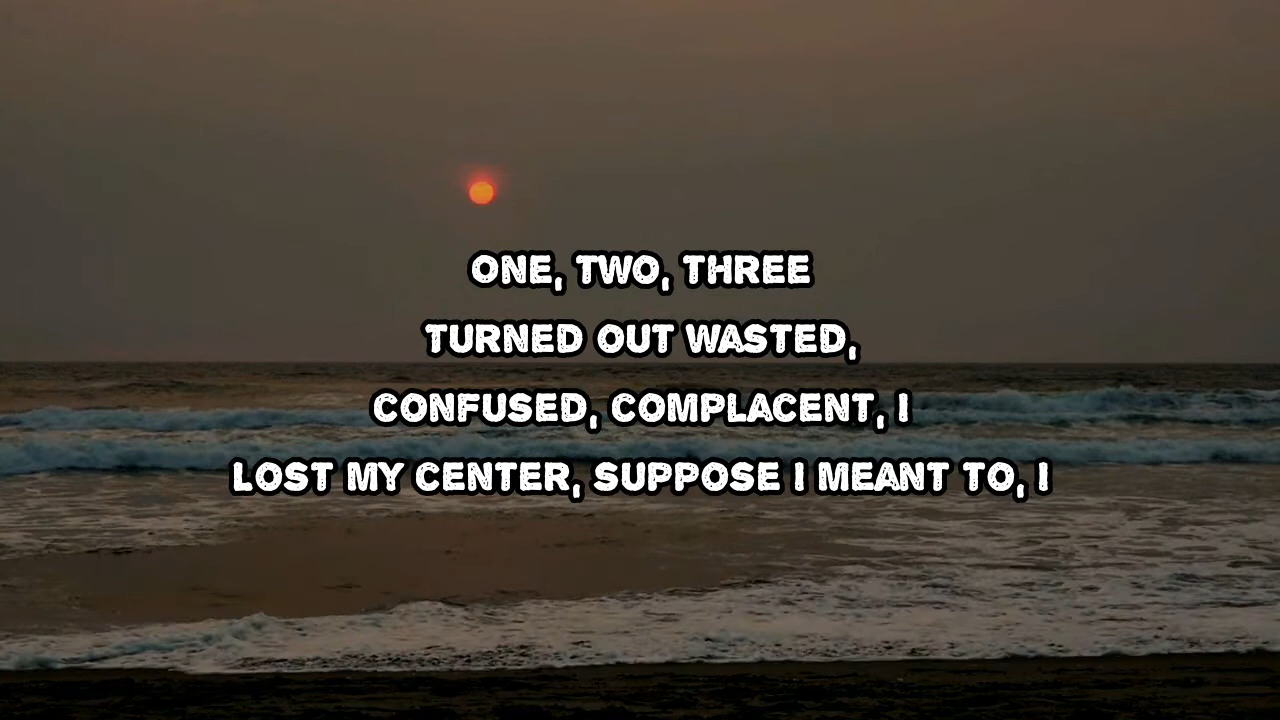 ONE, TWO, THREE
TURNED OUT WASTED,
CONFUSED, COMPLACENT, I
LOST MY CENTER, SUPPOSE I MEANT TO, I